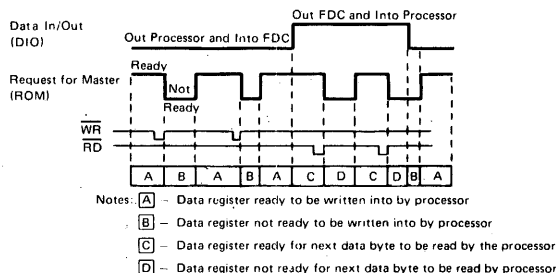 Out FDC and Into Processor
Data In/Out
(DIO)
Out Processor and Into FDC
Ready
Request for Master
(ROM)
Not
Ready
WR
RD
A B A B A C D C D B A
Notes: A – Data register ready to be written into by processor
B – Data register not ready to be written into by processor
C – Data register ready for next data byte to be read by the processor
D – Data register not ready for next data byte to be read by processor